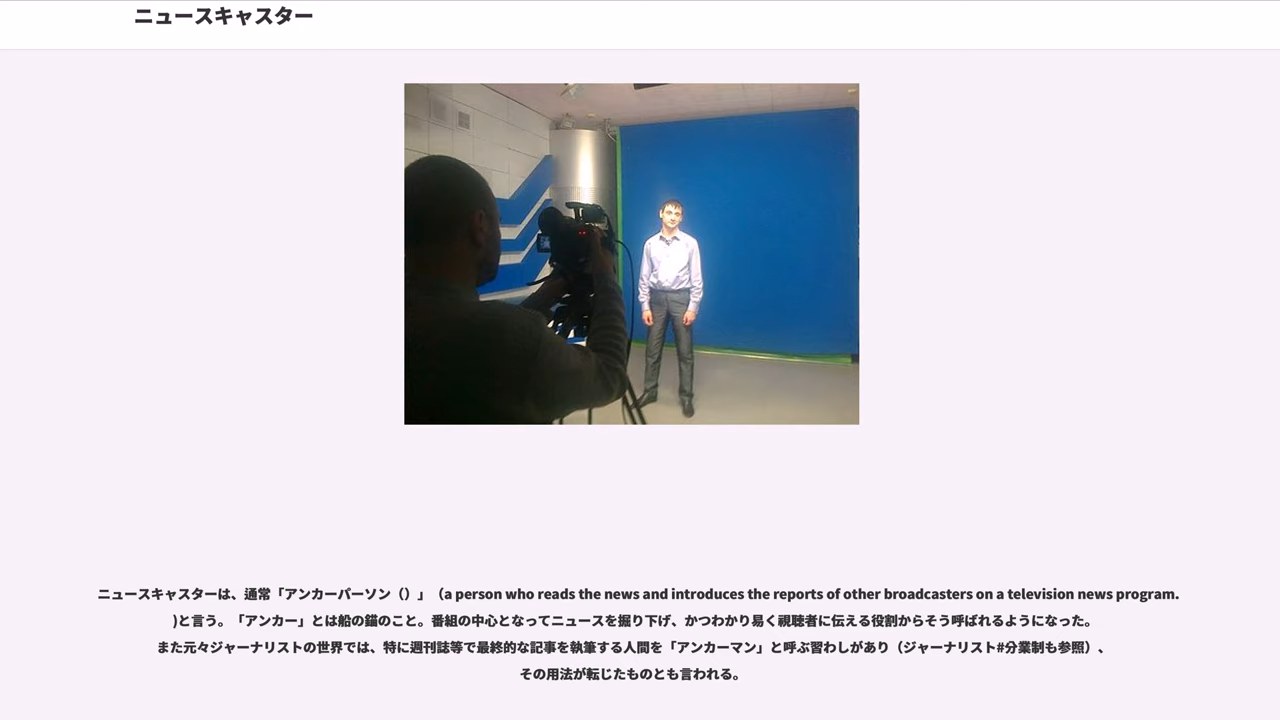 ニュースキャスター
ニュースキャスターは、通常「アンカーパーソン（）」（a person who reads the news and introduces the reports of other broadcasters on a television news program.
)と言う。「アンカー」とは船の錨のこと。番組の中心となってニュースを掘り下げ、かつわかり易く視聴者に伝える役割からそう呼ばれるようになった。
また元々ジャーナリストの世界では、特に週刊誌等で最終的な記事を執筆する人間を「アンカーマン」と呼ぶ習わしがあり（ジャーナリスト#分業制も参照）、
その用法が転じたものとも言われる。